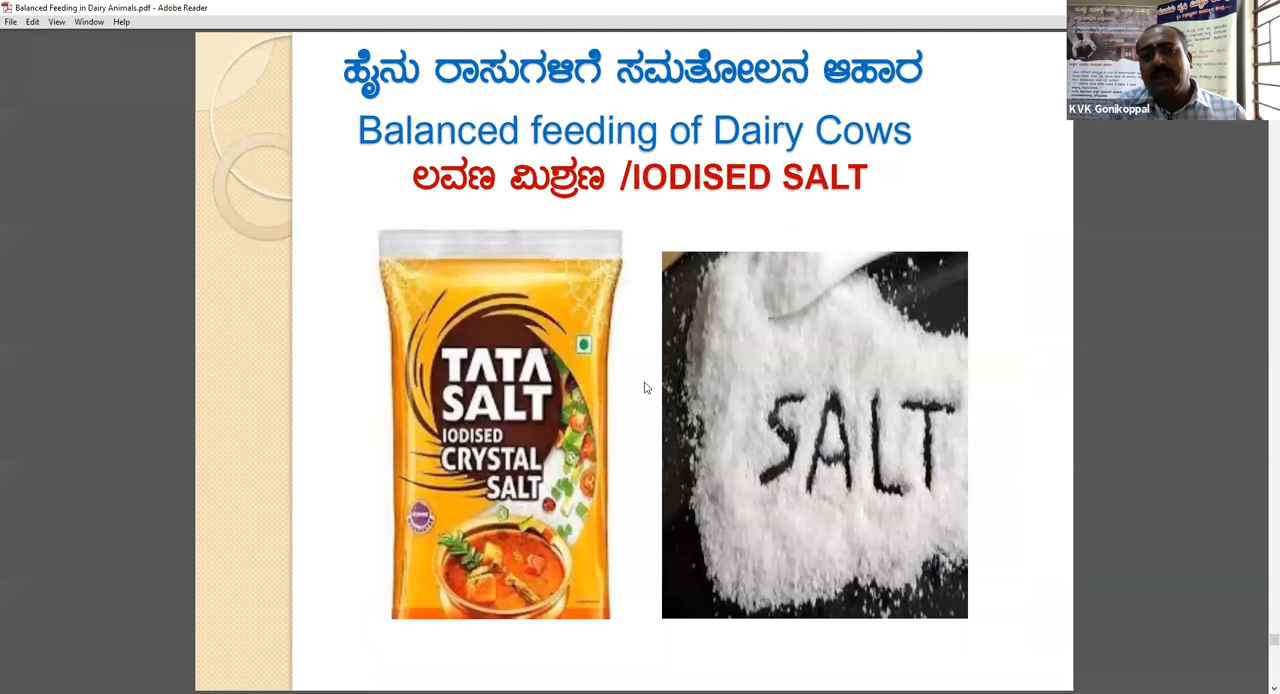 Balanced Feeding in Dairy Animals.pdf - Adobe Reader
File Edit View Window Help
KVK Gonikoppal
ಹೈನು ರಾಸುಗಳಿಗೆ ಸಮತೋಲನ ಆಹಾರ
Balanced feeding of Dairy Cows
ಲವಣ ಮಿಶ್ರಣ /IODISED SALT
TATA
SALT
IODISED
CRYSTAL
SALT
SALT